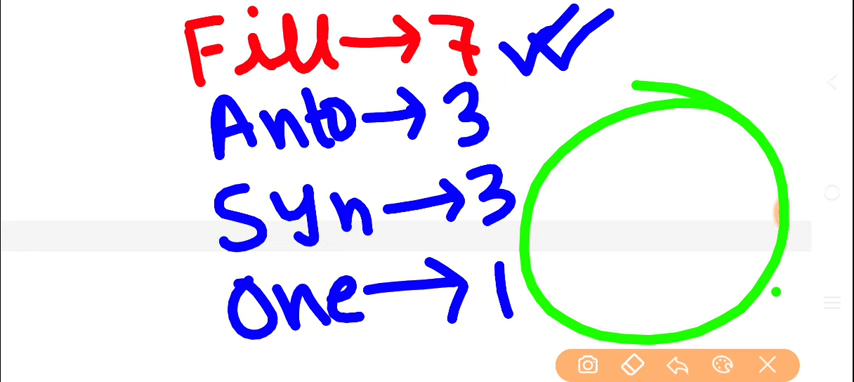 Fill → 7
Anto → 3
Syn → 3
One → 1